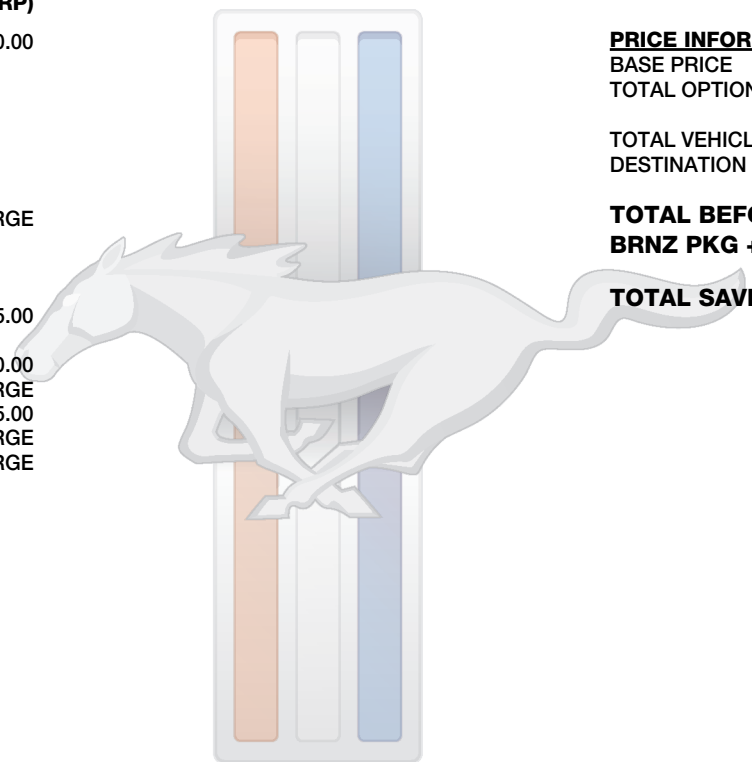 RP)
0.00
RGE
5.00
0.00
RGE
5.00
RGE
RGE
PRICE INFOR
BASE PRICE
TOTAL OPTION
TOTAL VEHICL
DESTINATION
TOTAL BEFO
BRNZ PKG +
TOTAL SAVI